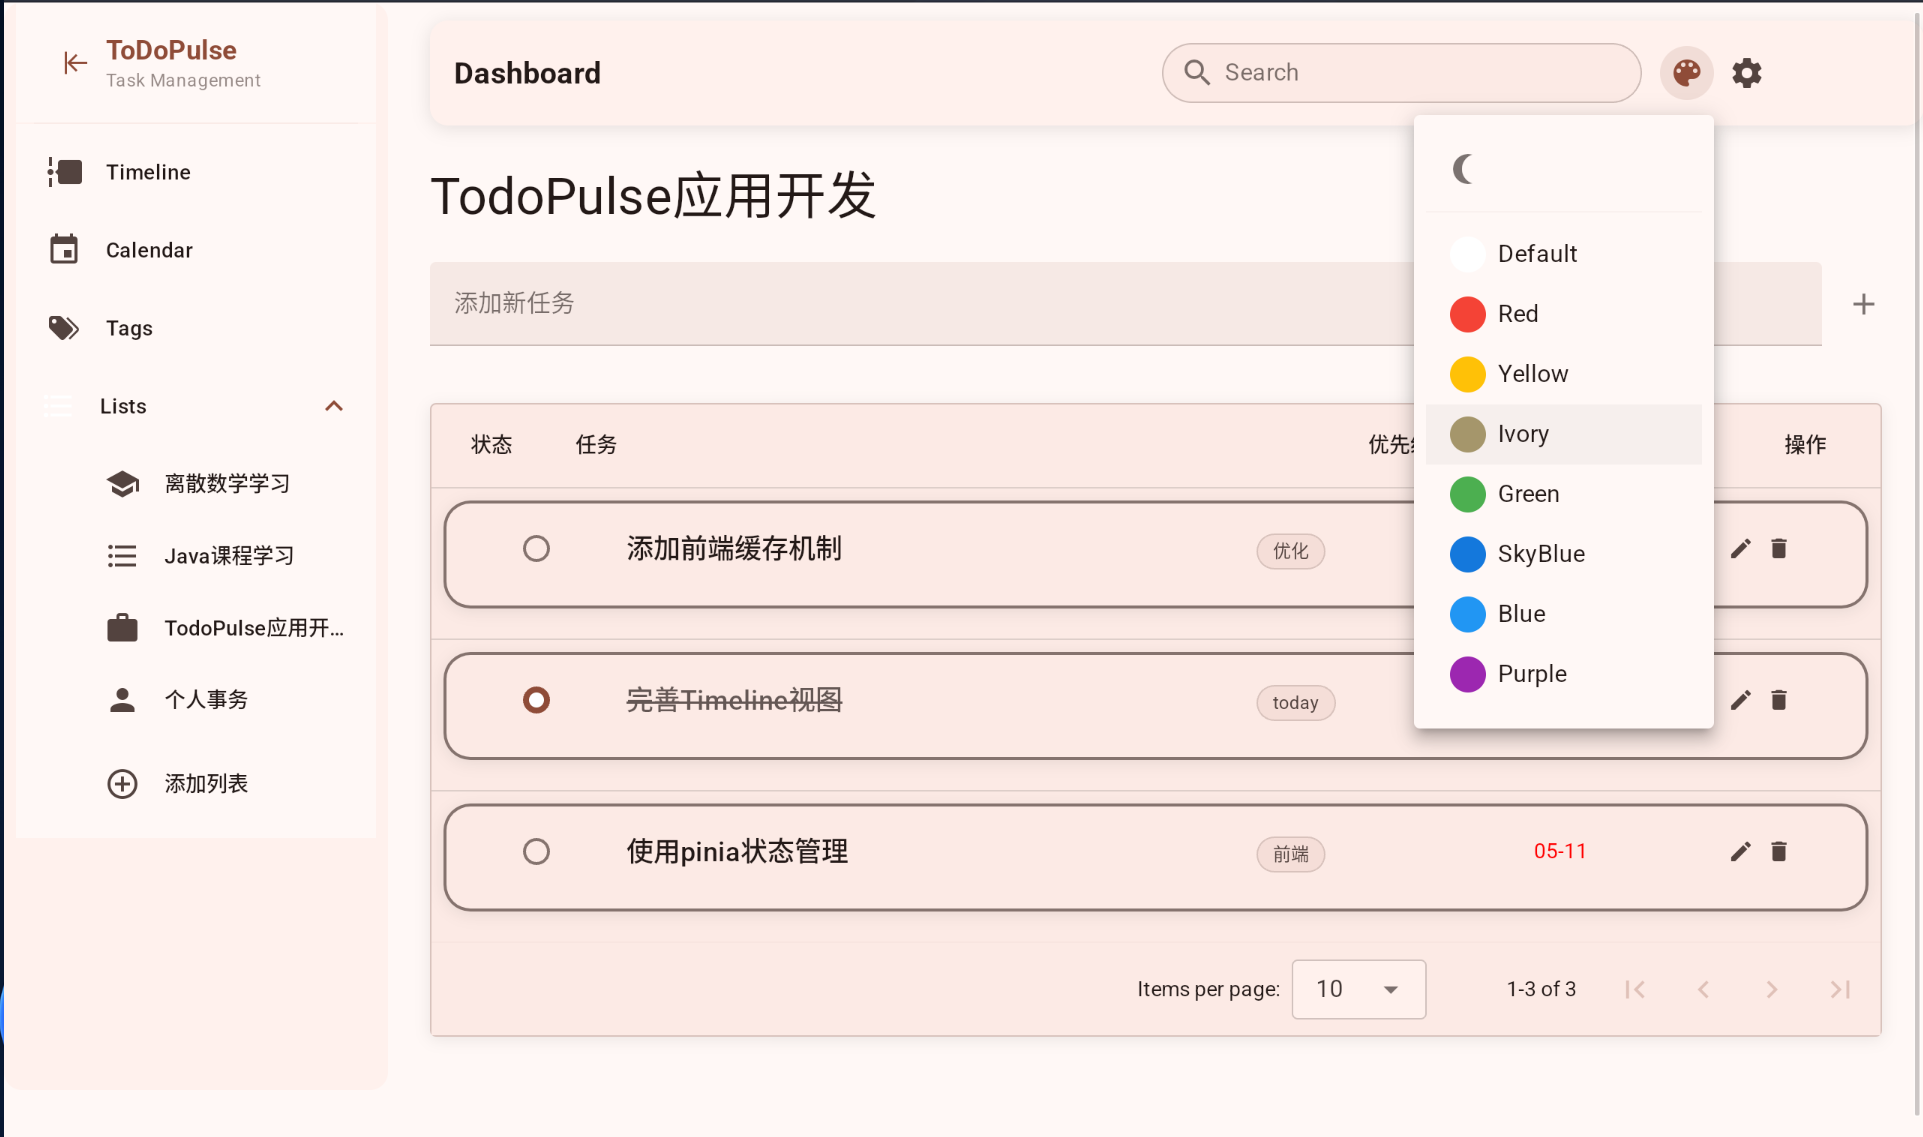 ToDoPulse
Task Management
Timeline
Calendar
Tags
Lists
离散数学学习
Java课程学习
TodoPulse应用开...
个人事务
添加列表
Dashboard
Search
TodoPulse应用开发
添加新任务
Default
Red
Yellow
Ivory
Green
SkyBlue
Blue
Purple
状态 任务 优先 操作
添加前端缓存机制 优化
完善Timeline视图 today
使用pinia状态管理 前端 05-11
Items per page: 10 1-3 of 3